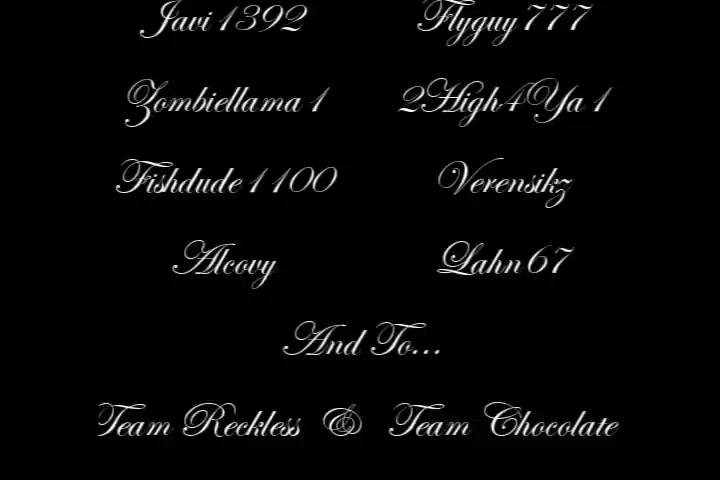 Javi1392 Flyguy777
Zombiellama1 2High4Ya1
Fishdude1100 Verensikz
Alcovy Lahn67
And To...
Team Reckless & Team Chocolate